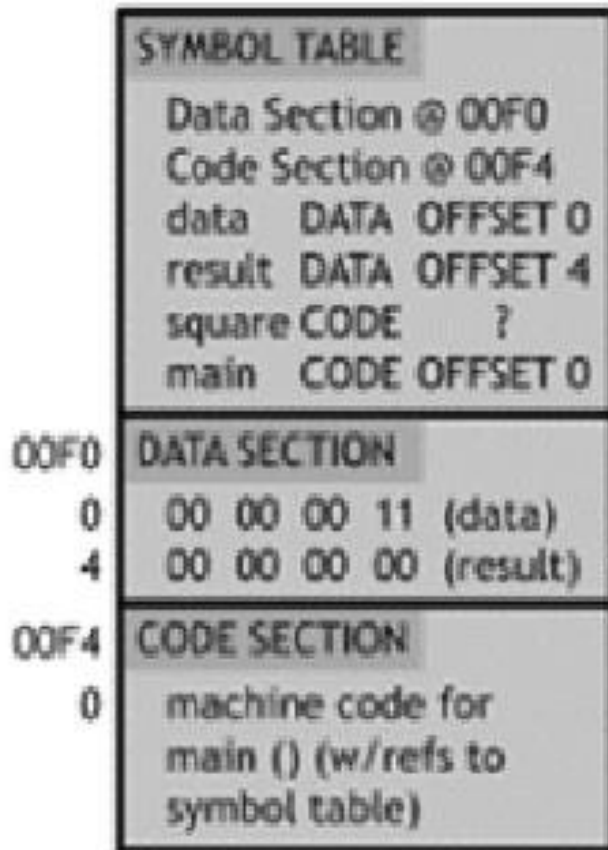 SYMBOL TABLE
Data Section @ 00F0
Code Section @ 00F4
data DATA OFFSET 0
result DATA OFFSET 4
square CODE ?
main CODE OFFSET 0
00F0 DATA SECTION
0 00 00 00 11 (data)
4 00 00 00 00 (result)
00F4 CODE SECTION
0 machine code for
main () (w/refs to
symbol table)